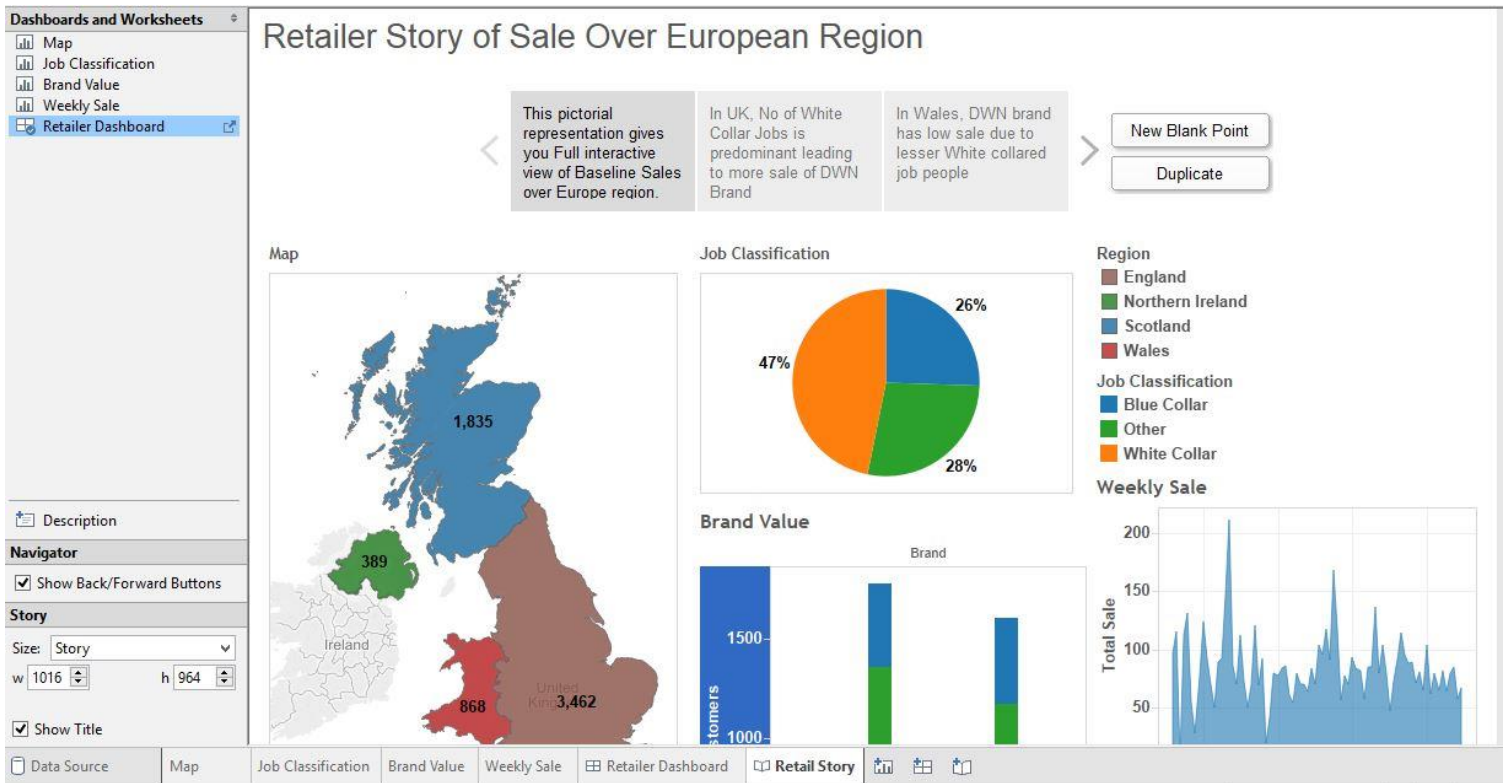 Dashboards and Worksheets
Map
Job Classification
Brand Value
Weekly Sale
Retailer Dashboard
Description
Navigator
Show Back/Forward Buttons
Story
Size: Story
w 1016 h 964
Show Title
Retailer Story of Sale Over European Region
This pictorial
representation gives
you Full interactive
view of Baseline Sales
over Europe region.
In UK, No of White
Collar Jobs is
predominant leading
to more sale of DWN
Brand
In Wales, DWN brand
has low sale due to
lesser White collared
job people
New Blank Point
Duplicate
Map
1,835
389
Ireland
868
United
Kingdom
3,462
Job Classification
26%
47%
28%
Brand Value
Brand
1500
1000
Region
England
Northern Ireland
Scotland
Wales
Job Classification
Blue Collar
Other
White Collar
Weekly Sale
Total Sale
200
150
100
50
Data Source
Map
Job Classification
Brand Value
Weekly Sale
Retailer Dashboard
Retail Story